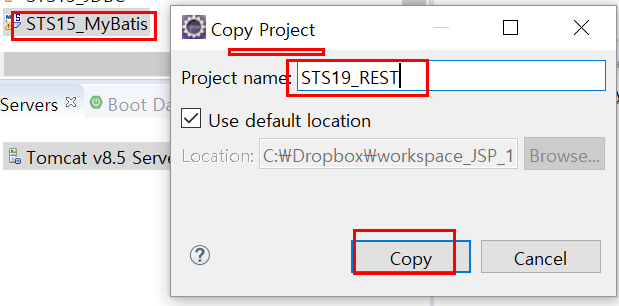 STS15_MyBatis
Copy Project
Project name:
STS19_REST
Servers
Boot Da
Use default location
Tomcat v8.5 Serve
Location:
C:₩Dropbox₩workspace_JSP_1
Browse...
?
Copy
Cancel